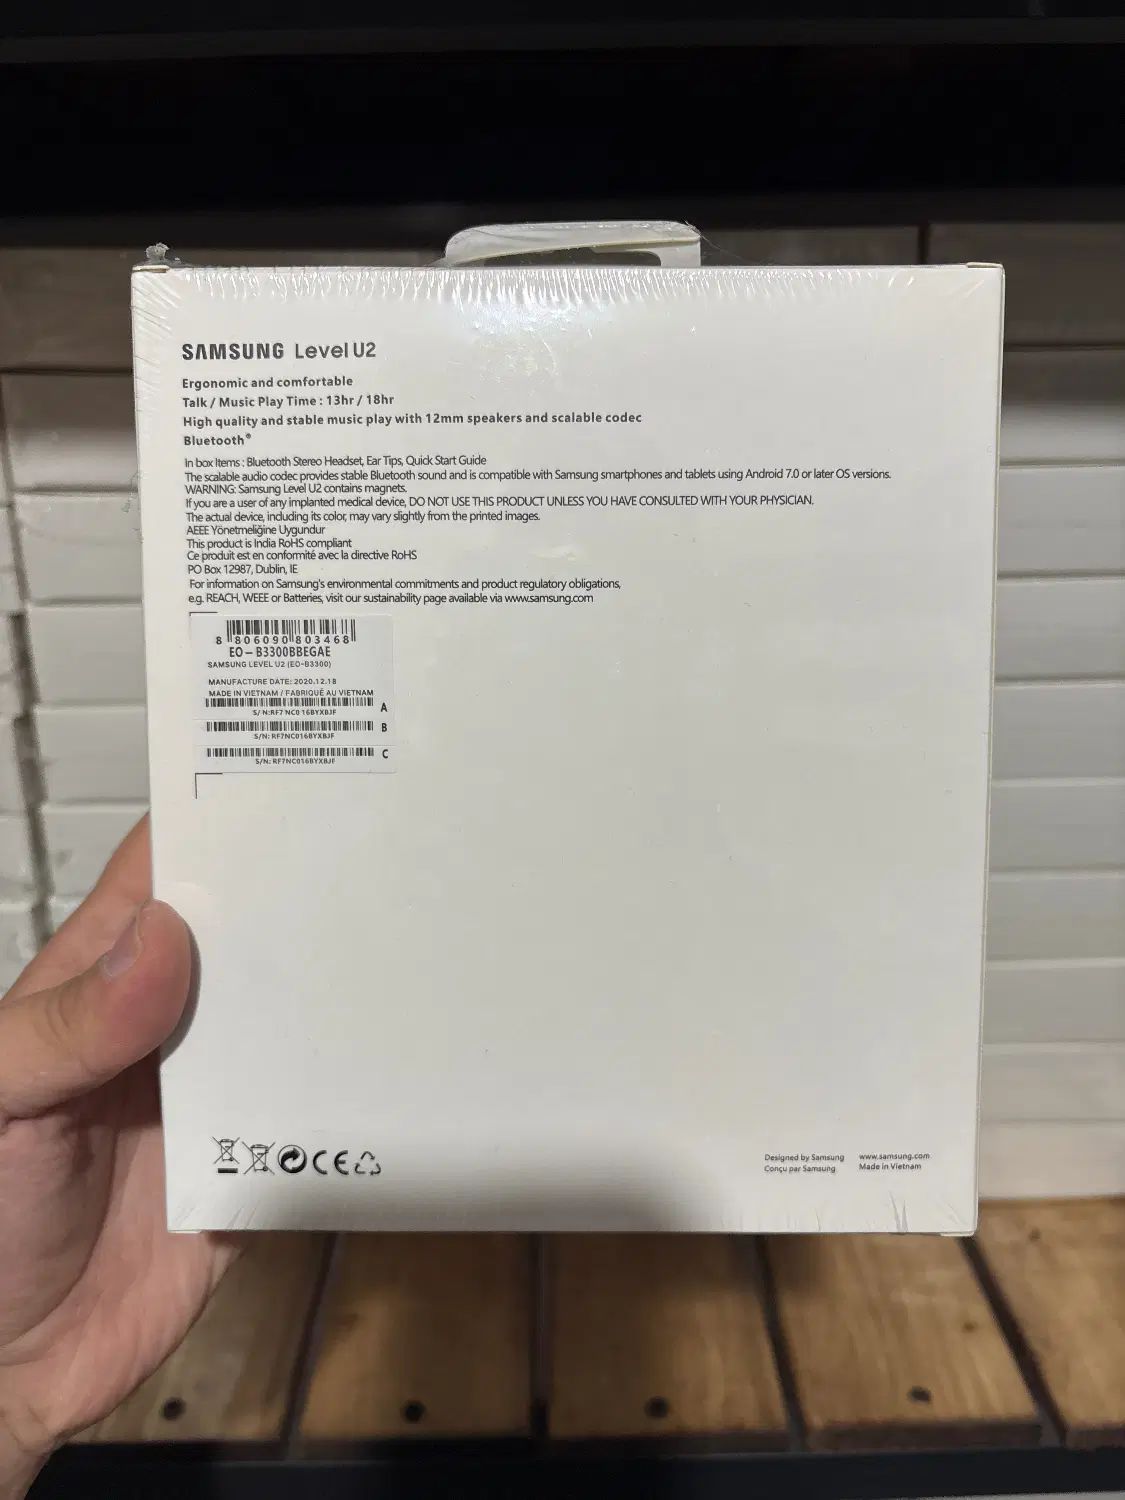 SAMSUNG Level U2
Ergonomic and comfortable
Talk / Music Play Time : 13hr / 18hr
High quality and stable music play with 12mm speakers and scalable codec
Bluetooth®
In box Items : Bluetooth Stereo Headset, Ear Tips, Quick Start Guide
The scalable audio codec provides stable Bluetooth sound and is compatible with Samsung smartphones and tablets using Android 7.0 or later OS versions.
WARNING: Samsung Level U2 contains magnets.
If you are a user of any implanted medical device, DO NOT USE THIS PRODUCT UNLESS YOU HAVE CONSULTED WITH YOUR PHYSICIAN.
The actual device, including its color, may vary slightly from the printed images.
AEEE Yönetmeliğine Uygundur
This product is India RoHS compliant
Ce produit est en conformité avec la directive RoHS
PO Box 12987, Dublin, IE
For information on Samsung's environmental commitments and product regulatory obligations,
e.g. REACH, WEEE or Batteries, visit our sustainability page available via www.samsung.com
8 806090 803468
EO-B3300BBEGAE
SAMSUNG LEVEL U2 (EO-B3300)
MANUFACTURE DATE: 2020.12.18
MADE IN VIETNAM / FABRIQUÉ AU VIETNAM
A
S/N:RF7NC016BYXBJF
B
S/N: RF7NC016BYXBJF
C
S/N: RF7NC016BYXBJF
CE
Designed by Samsung www.samsung.com
Conçu par Samsung Made in Vietnam